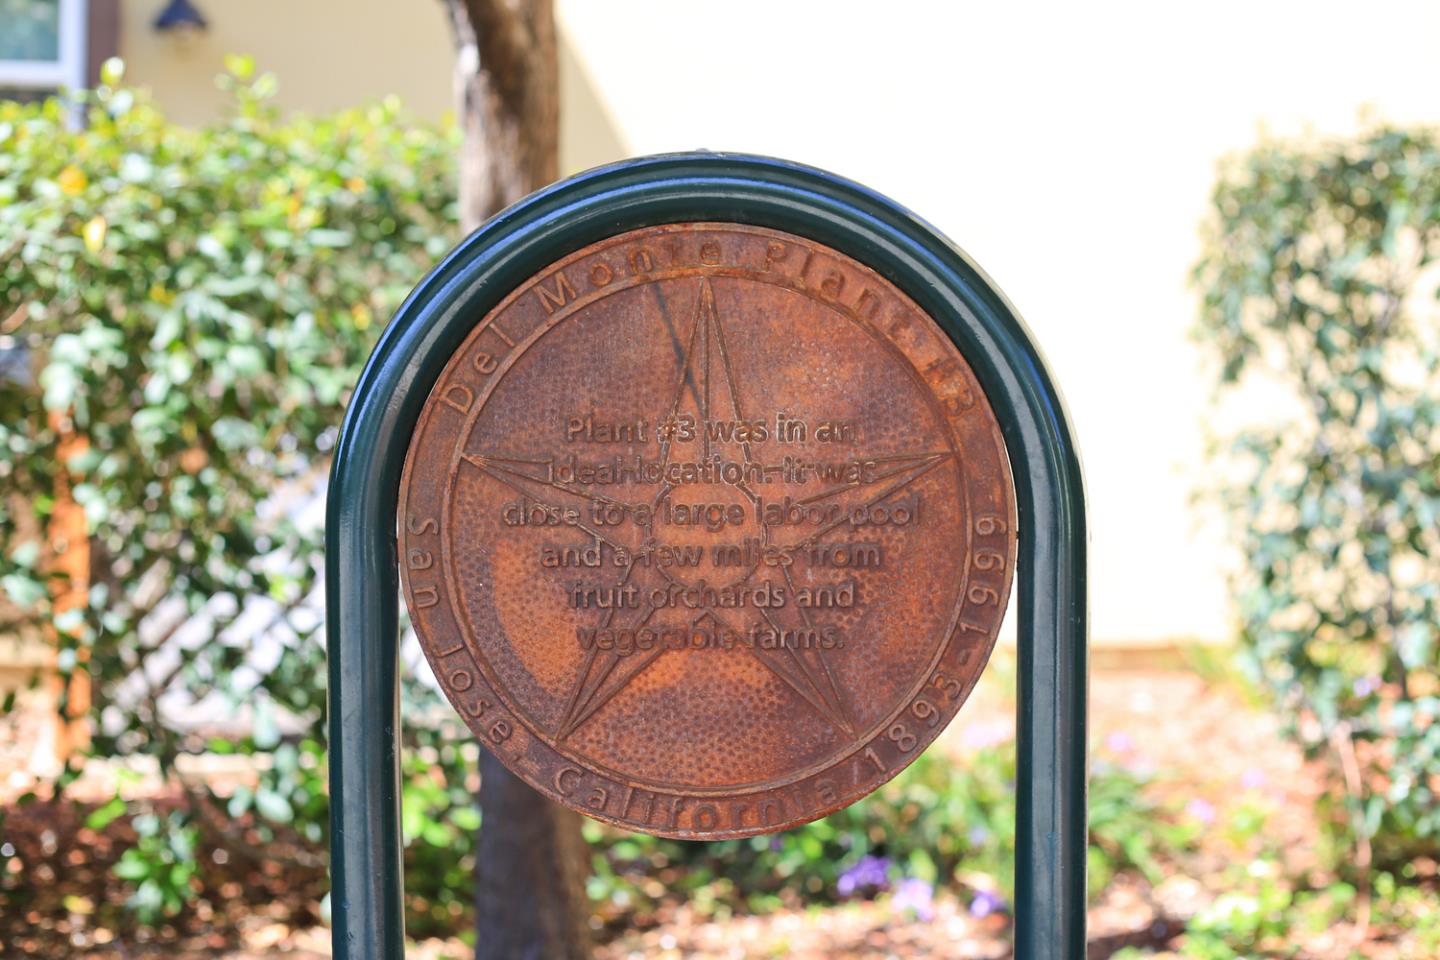 Del Monte Plant #3
Plant #3 was in an
ideal location. It was
close to a large labor pool
and a few miles from
fruit orchards and
vegetable farms.
San Jose - California 1893-1999